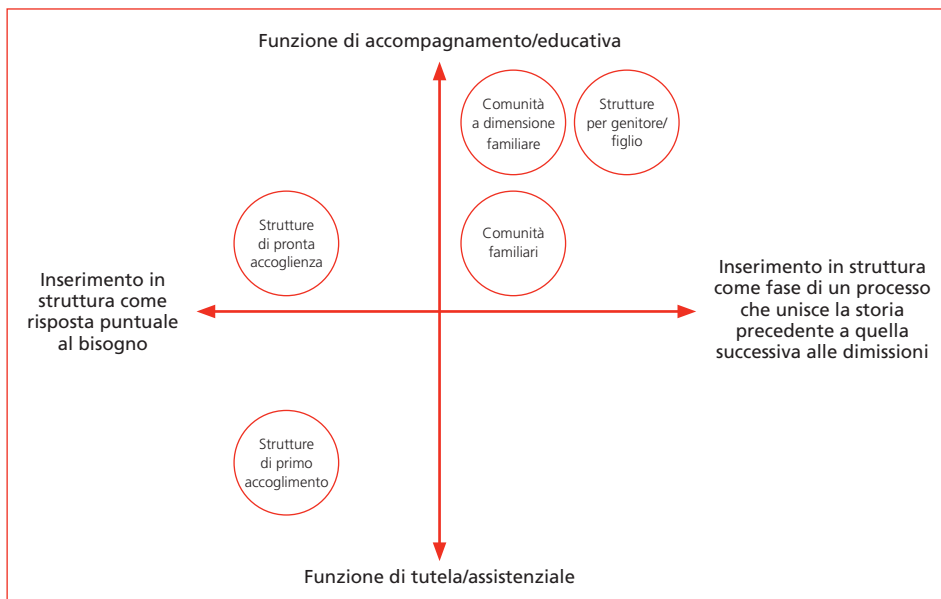 Funzione di accompagnamento/educativa
Comunità
a dimensione
familiare
Strutture
per genitore/
figlio
Strutture
di pronta
accoglienza
Comunità
familiari
Inserimento in
struttura come
risposta puntuale
al bisogno
Inserimento in struttura
come fase di un processo
che unisce la storia
precedente a quella
successiva alle dimissioni
Strutture
di primo
accoglimento
Funzione di tutela/assistenziale